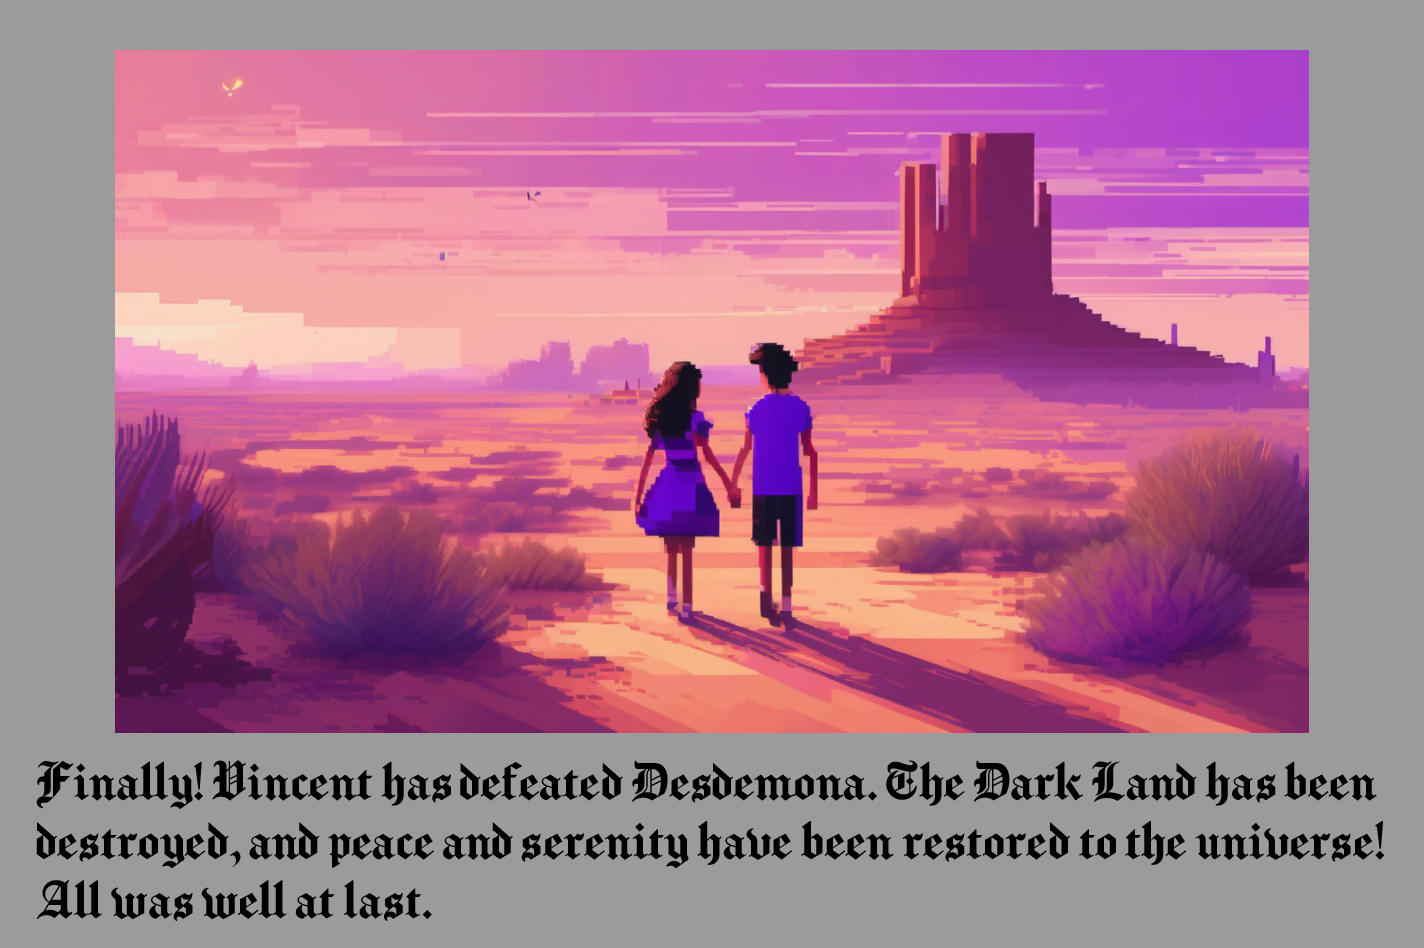 Finally! Vincent has defeated Desdemona. The Dark Land has been
destroyed, and peace and serenity have been restored to the universe!
All was well at last.